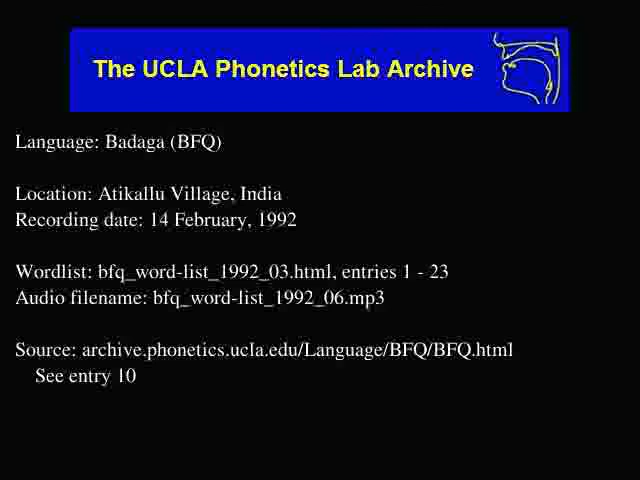 The UCLA Phonetics Lab Archive
Language: Badaga (BFQ)
Location: Atikallu Village, India
Recording date: 14 February, 1992
Wordlist: bfq_word-list_1992_03.html, entries 1 - 23
Audio filename: bfq_word-list_1992_06.mp3
Source: archive.phonetics.ucla.edu/Language/BFQ/BFQ.html
See entry 10